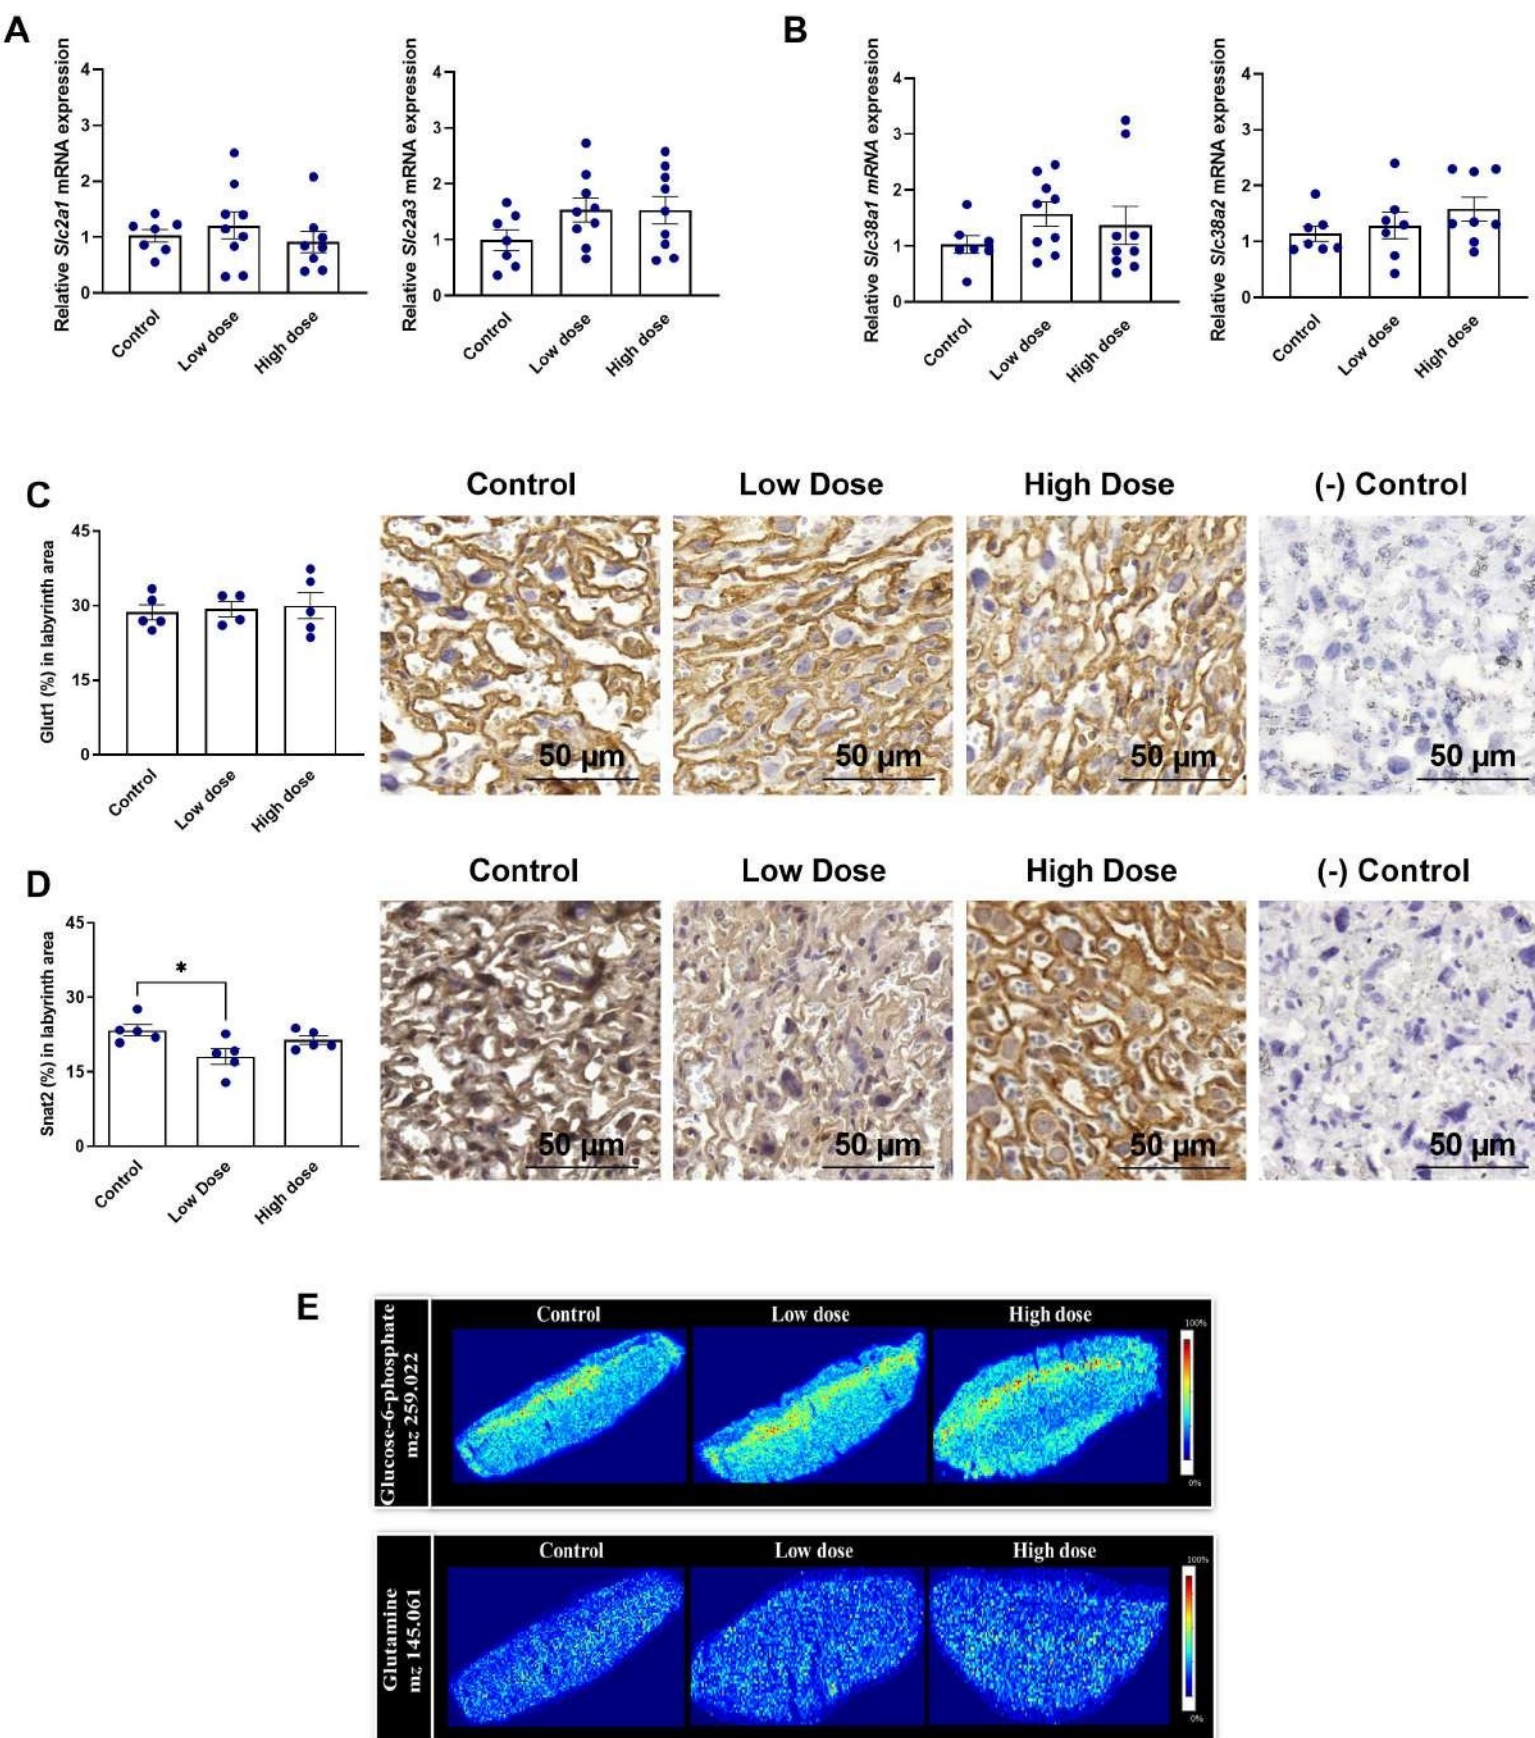 A
B
Relative Slc2a1 mRNA expression
4
3
2
1
0
Control
Low dose
High dose
Relative Slc2a3 mRNA expression
4
3
2
1
0
Control
Low dose
High dose
Relative Slc38a1 mRNA expression
4
3
2
1
0
Control
Low dose
High dose
Relative Slc38a2 mRNA expression
4
3
2
1
0
Control
Low dose
High dose
C
Glut1 (%) in labyrinth area
45
30
15
0
Control
Low dose
High dose
Control
Low Dose
High Dose
(-) Control
50 µm
50 µm
50 µm
50 µm
D
Snat2 (%) in labyrinth area
45
30
15
0
*
Control
Low Dose
High dose
Control
Low Dose
High Dose
(-) Control
50 µm
50 µm
50 µm
50 µm
E
Glucose-6-phosphate
mz 259.022
Control
Low dose
High dose
100%
0%
Glutamine
mz 145.061
Control
Low dose
High dose
100%
0%